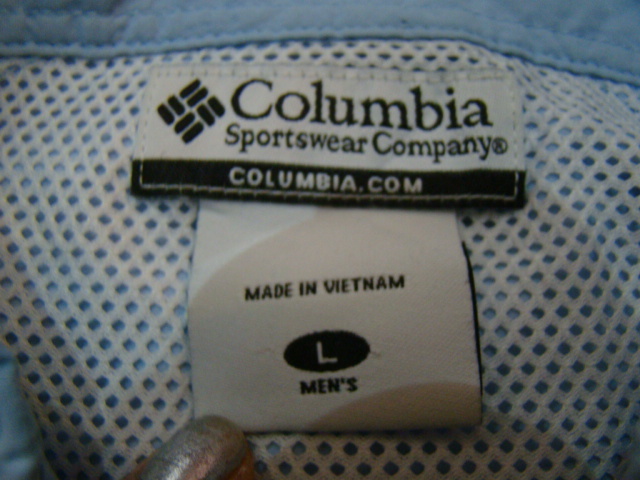 Columbia
Sportswear Company®
COLUMBIA.COM
MADE IN VIETNAM
L
MEN'S